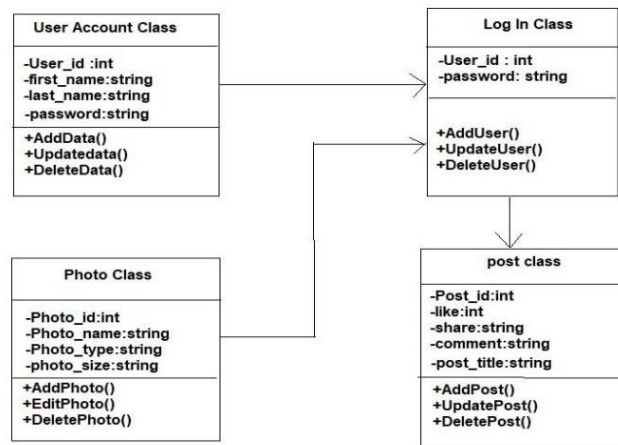 User Account Class
-User_id :int
-first_name:string
-last_name:string
-password:string
+AddData()
+Updatedata()
+DeleteData()
Log In Class
-User_id : int
-password: string
+AddUser()
+UpdateUser()
+DeleteUser()
Photo Class
-Photo_id:int
-Photo_name:string
-Photo_type:string
-photo_size:string
+AddPhoto()
+EditPhoto()
+DeletePhoto()
post class
-Post_id:int
-like:int
-share:string
-comment:string
-post_title:string
+AddPost()
+UpdatePost()
+DeletePost()